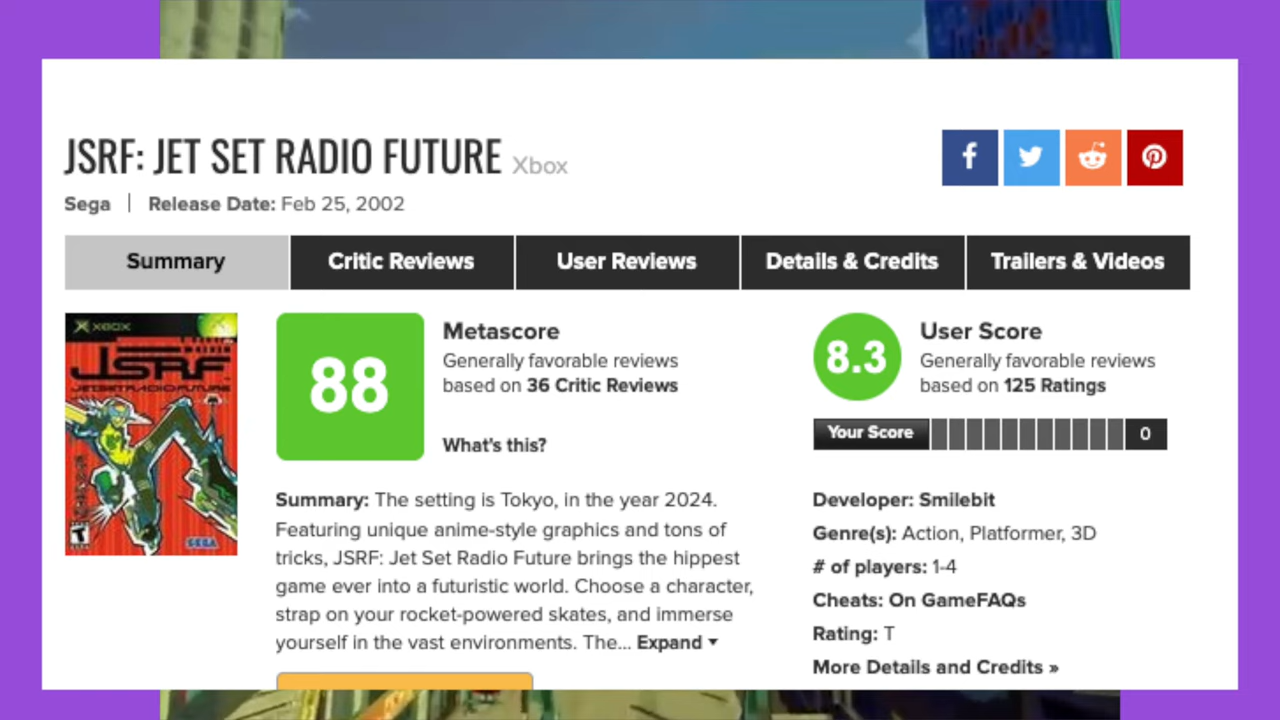 JSRF: JET SET RADIO FUTURE Xbox
Sega | Release Date: Feb 25, 2002
Summary
Critic Reviews
User Reviews
Details & Credits
Trailers & Videos
XBOX
JSRF
JETSETRADIOFUTURE
T
SEGA
88
Metascore
Generally favorable reviews
based on 36 Critic Reviews
What's this?
Summary: The setting is Tokyo, in the year 2024.
Featuring unique anime-style graphics and tons of
tricks, JSRF: Jet Set Radio Future brings the hippest
game ever into a futuristic world. Choose a character,
strap on your rocket-powered skates, and immerse
yourself in the vast environments. The... Expand
8.3
User Score
Generally favorable reviews
based on 125 Ratings
Your Score
0
Developer: Smilebit
Genre(s): Action, Platformer, 3D
# of players: 1-4
Cheats: On GameFAQs
Rating: T
More Details and Credits »